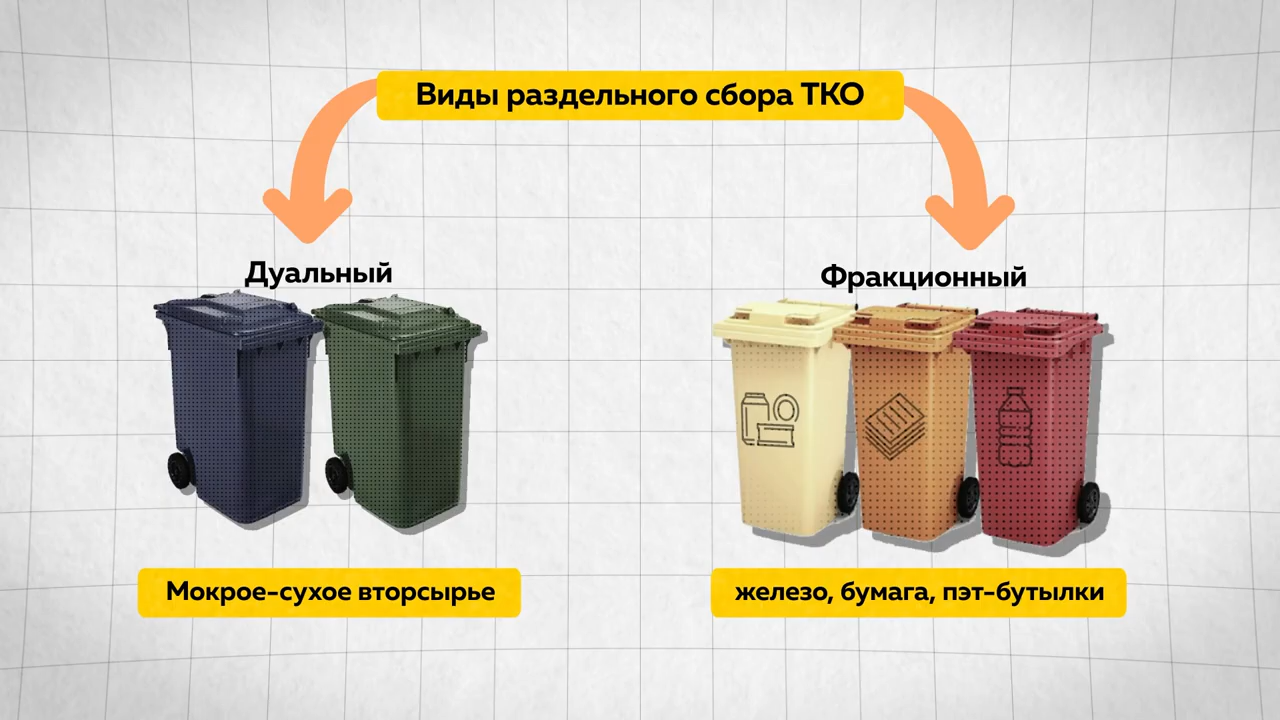 Виды раздельного сбора ТКО
Дуальный
Фракционный
Мокрое-сухое вторсырье
железо, бумага, пэт-бутылки